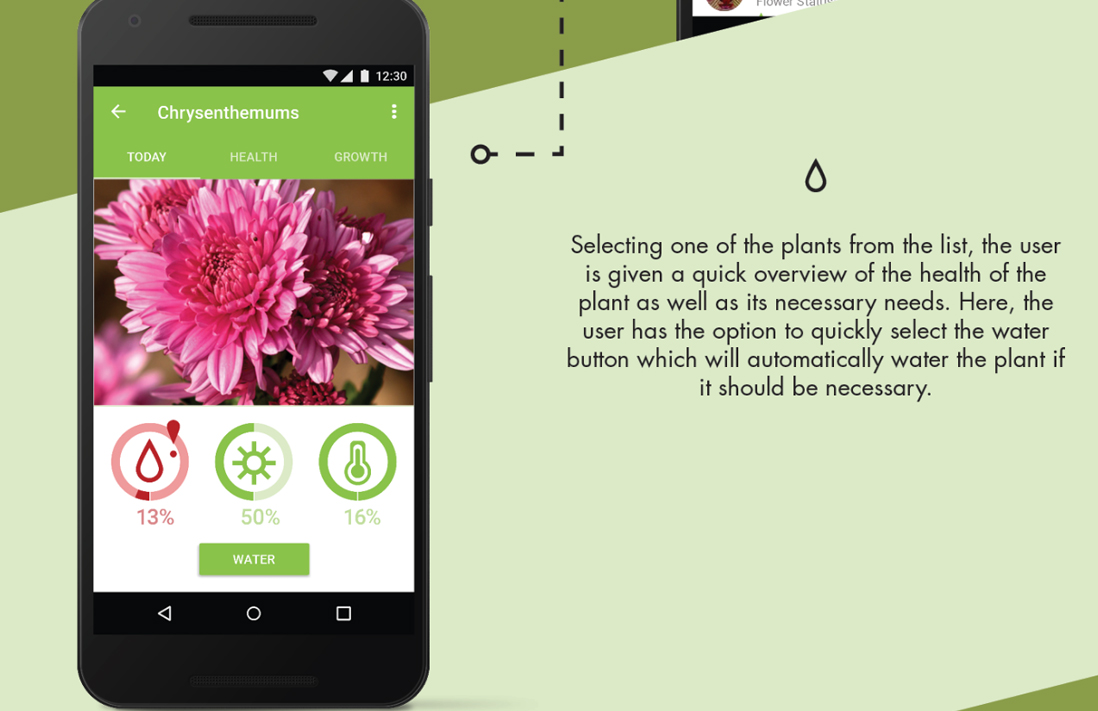 Flower Status
12:30
Chrysenthemums
TODAY HEALTH GROWTH
Selecting one of the plants from the list, the user
is given a quick overview of the health of the
plant as well as its necessary needs. Here, the
user has the option to quickly select the water
button which will automatically water the plant if
it should be necessary.
13% 50% 16%
WATER